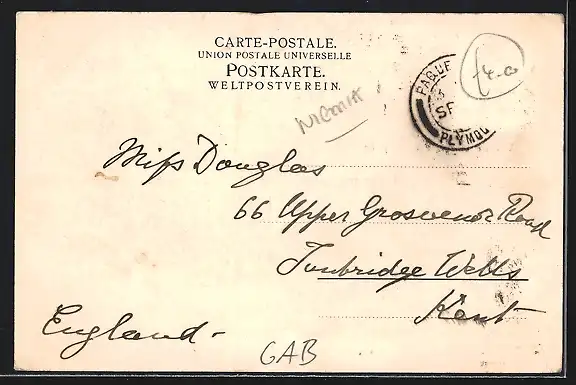 CARTE-POSTALE.
UNION POSTALE UNIVERSELLE
POSTKARTE.
WELTPOSTVEREIN.
PAQUE
SF
PLYMOU
Miss Douglas
66 Upper Grosvenor Road
Tunbridge Wells
Kent
England-
GAB